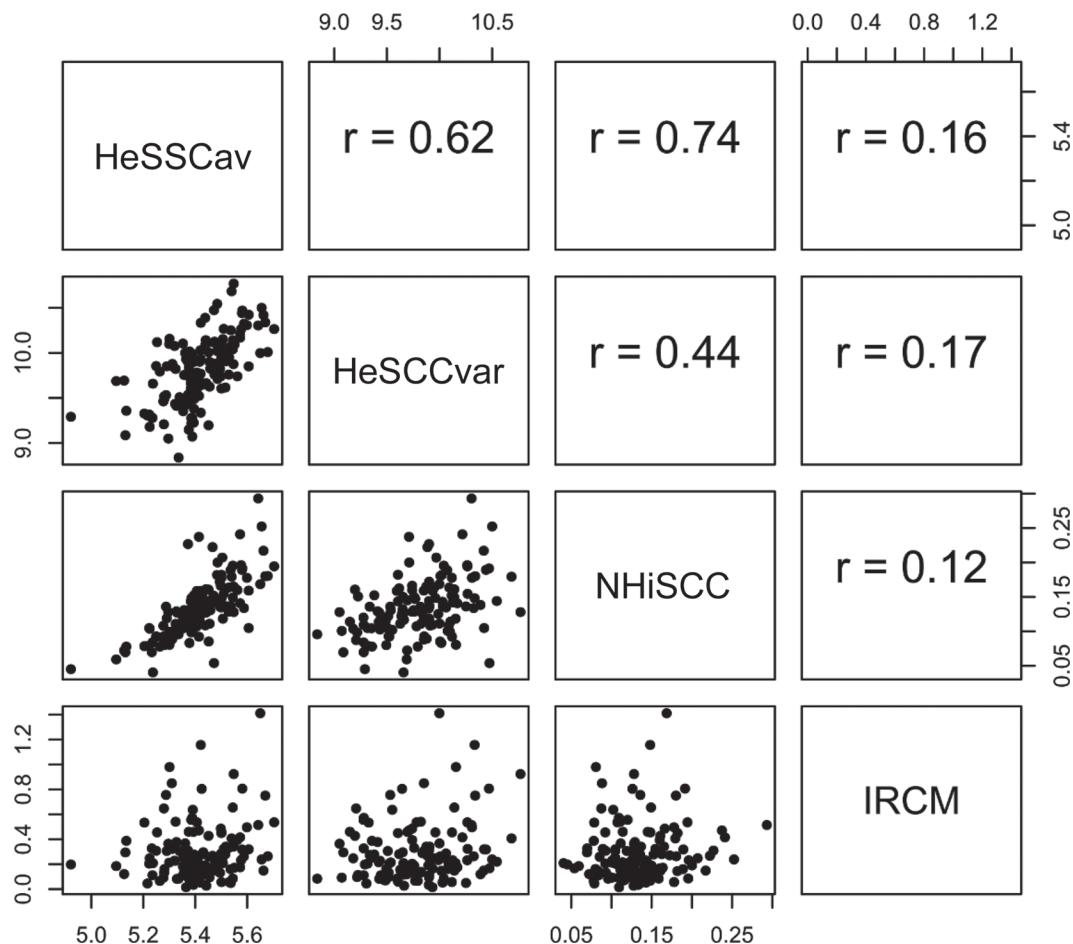 9.0 9.5 10.5
0.0 0.4 0.8 1.2
HeSSCav
r = 0.62
r = 0.74
r = 0.16
5.0 5.4
9.0 10.0
HeSCCvar
r = 0.44
r = 0.17
NHiSCC
r = 0.12
0.05 0.15 0.25
0.0 0.4 0.8 1.2
IRCM
5.0 5.2 5.4 5.6
0.05 0.15 0.25